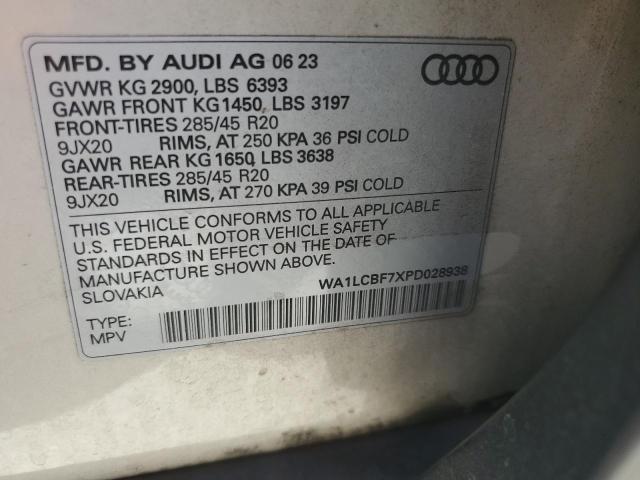 MFD. BY AUDI AG 06 23
GVWR KG 2900, LBS 6393
GAWR FRONT KG 1450, LBS 3197
FRONT-TIRES 285/45 R20
9JX20 RIMS, AT 250 KPA 36 PSI COLD
GAWR REAR KG 1650, LBS 3638
REAR-TIRES 285/45 R20
9JX20 RIMS, AT 270 KPA 39 PSI COLD
THIS VEHICLE CONFORMS TO ALL APPLICABLE
U.S. FEDERAL MOTOR VEHICLE SAFETY
STANDARDS IN EFFECT ON THE DATE OF
MANUFACTURE SHOWN ABOVE.
SLOVAKIA
WA1LCBF7XPD028938
TYPE:
MPV